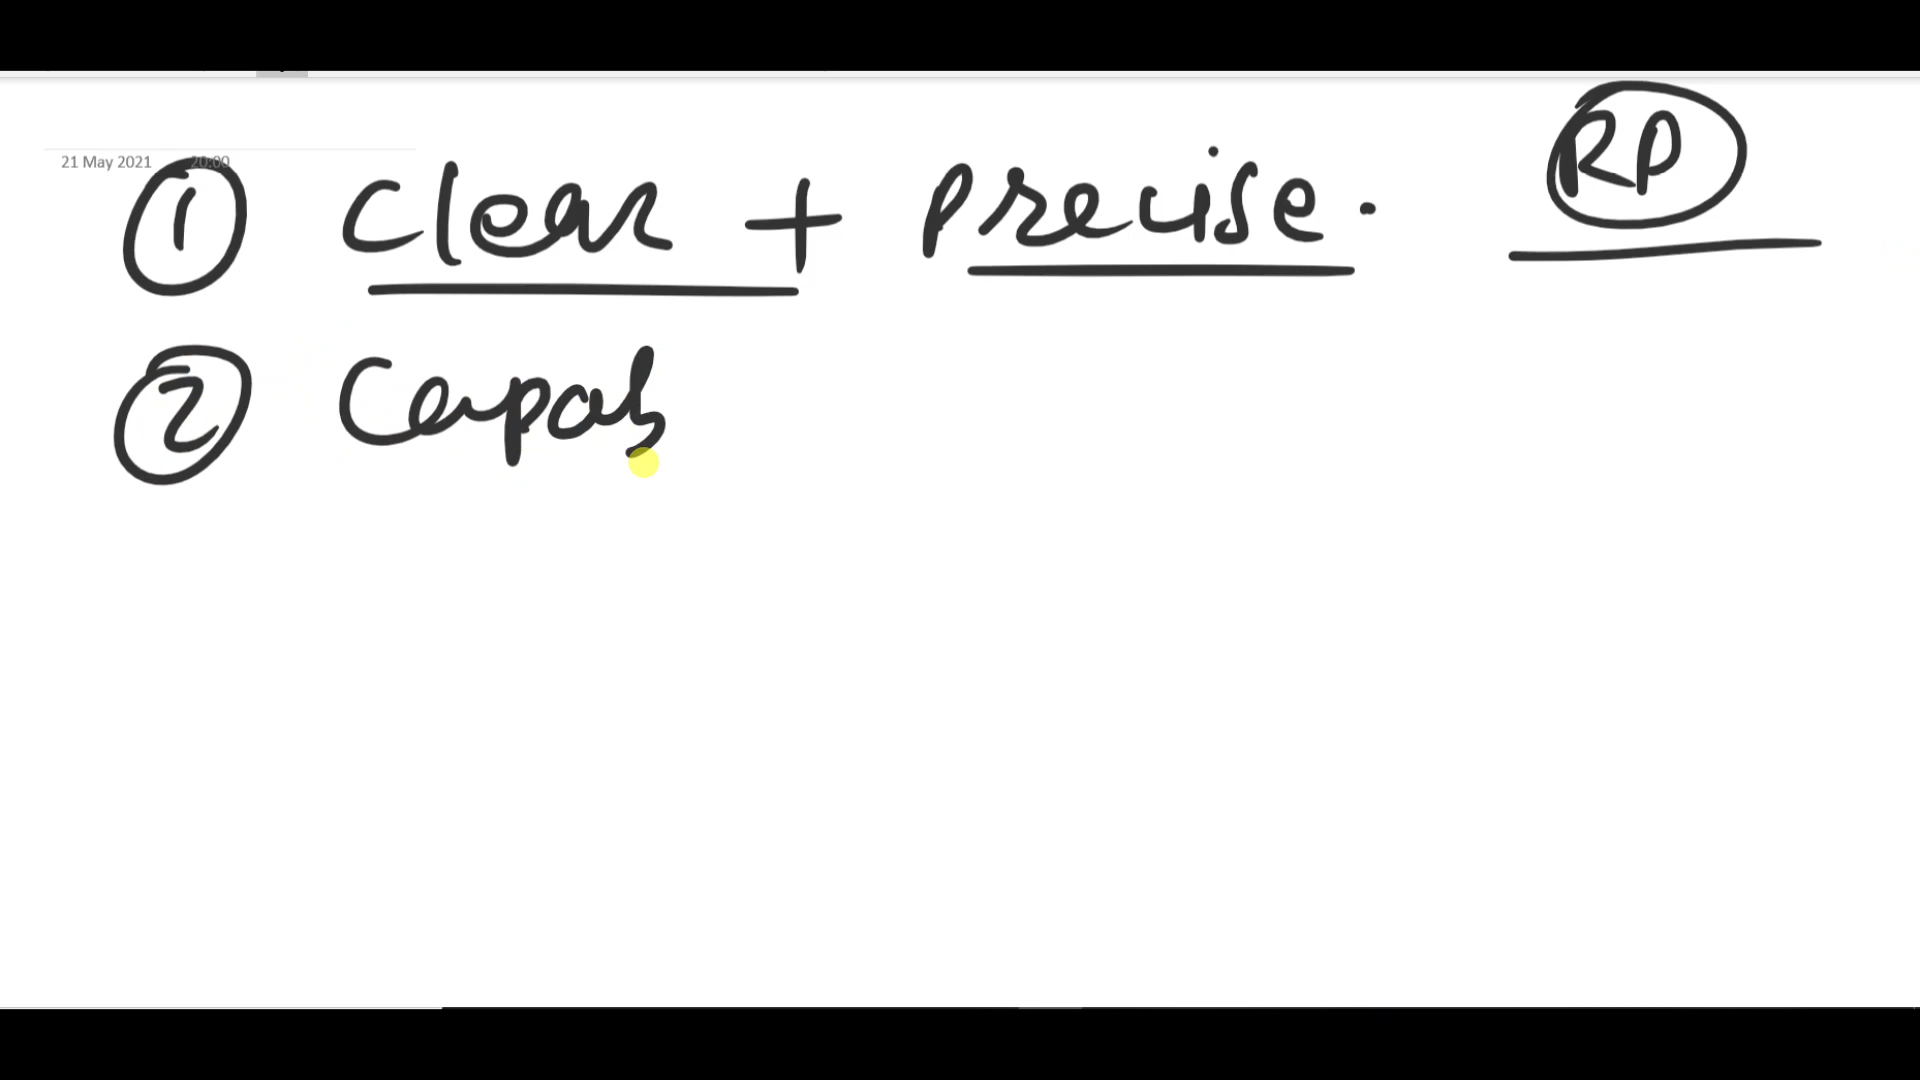 21 May 2021 20:00
① Clear + Precise. RP
② Capab